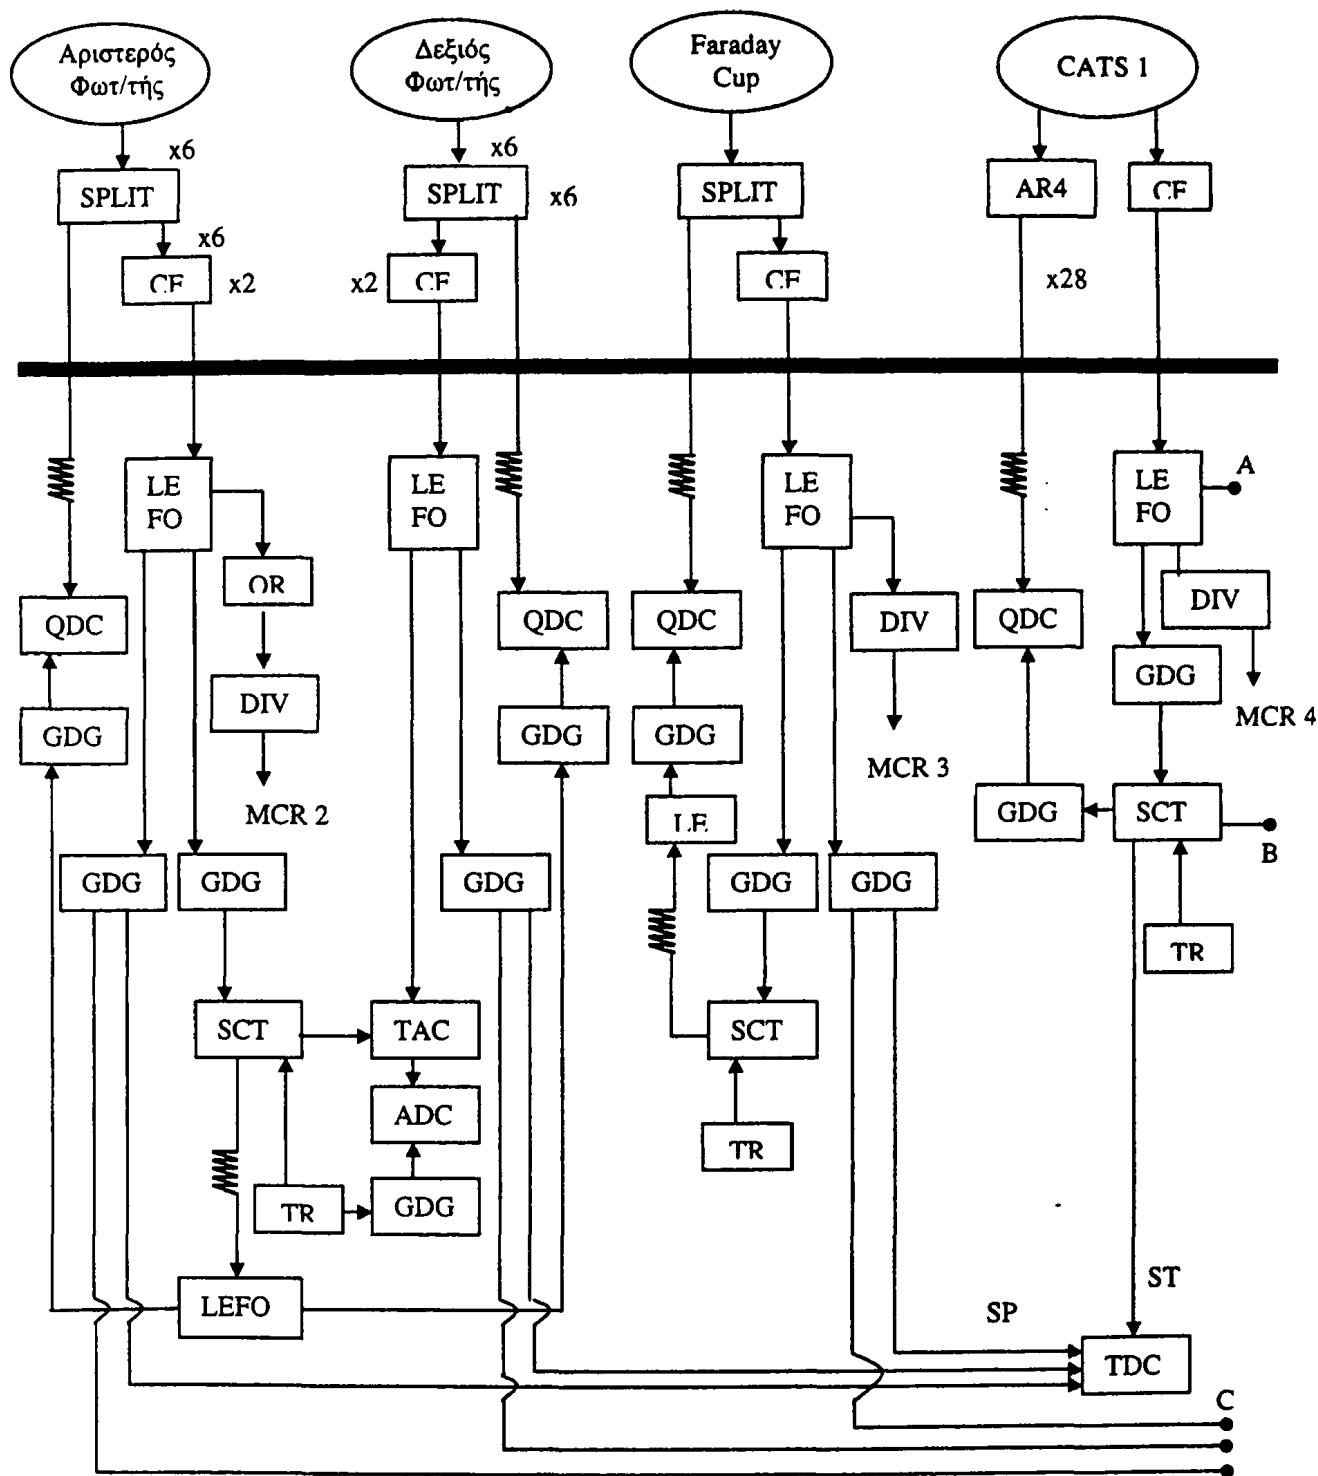 Αριστερός
Φωτ/τής
Δεξιός
Φωτ/τής
Faraday
Cup
CATS 1
x6
x6
SPLIT
SPLIT
x6
SPLIT
AR4
CF
x6
CF
x2
x2
CF
CF
x28
LE
FO
LE
FO
LE
FO
LE
FO
A
OR
QDC
QDC
QDC
DIV
QDC
DIV
DIV
GDG
GDG
GDG
GDG
MCR 4
MCR 3
MCR 2
LE
GDG
SCT
B
GDG
GDG
GDG
GDG
GDG
TR
SCT
TAC
SCT
ADC
TR
TR
GDG
LEFO
ST
SP
TDC
C